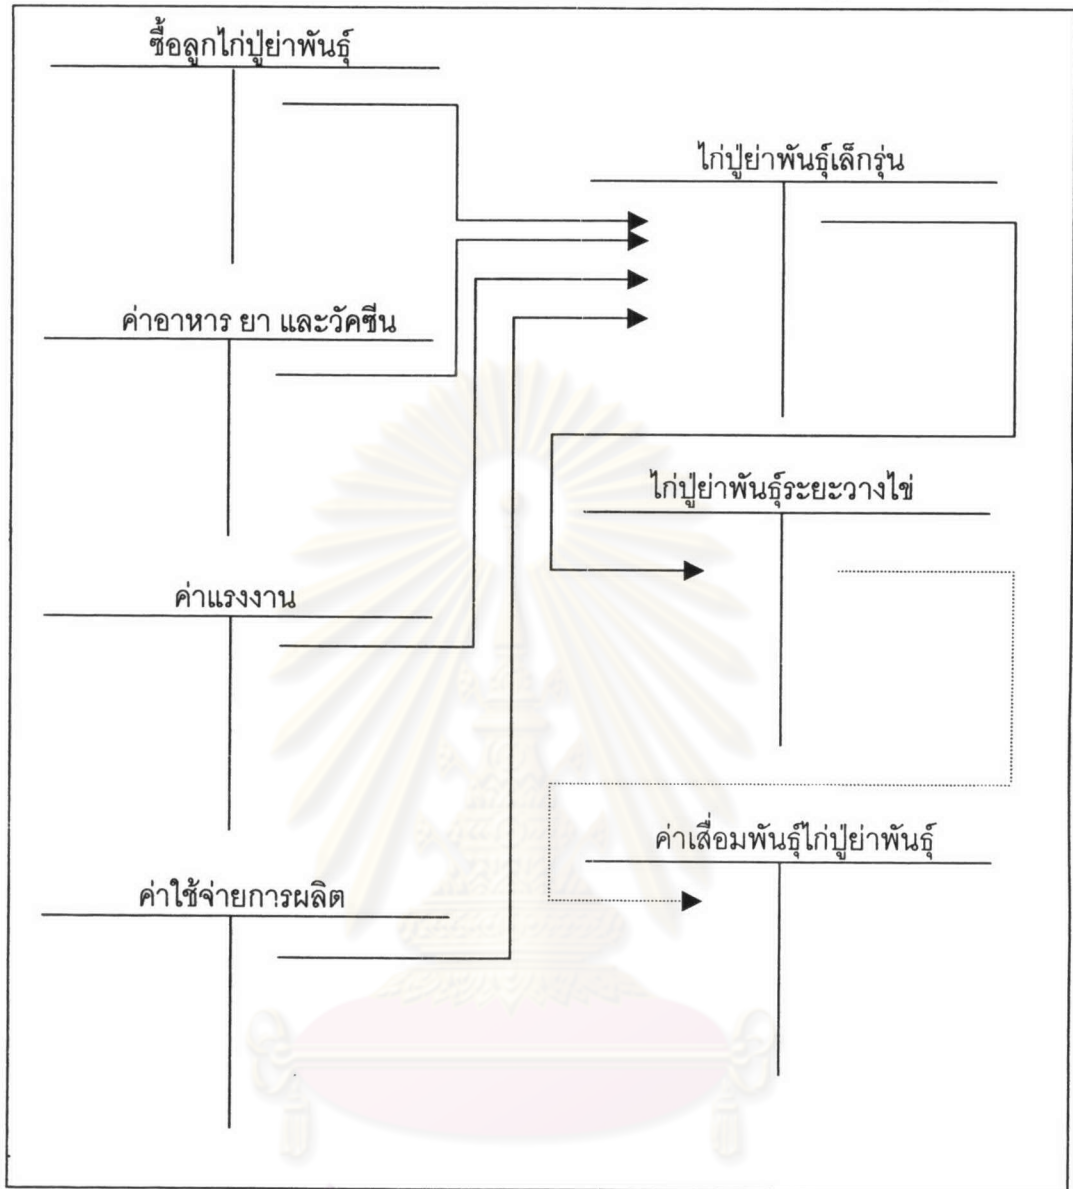 ซื้อลูกไก่ปู่ย่าพันธุ์
ไก่ปู่ย่าพันธุ์เล็กรุ่น
ค่าอาหาร ยา และวัคซีน
ไก่ปู่ย่าพันธุ์ระยะวางไข่
ค่าแรงงาน
ค่าเสื่อมพันธุ์ไก่ปู่ย่าพันธุ์
ค่าใช้จ่ายการผลิต